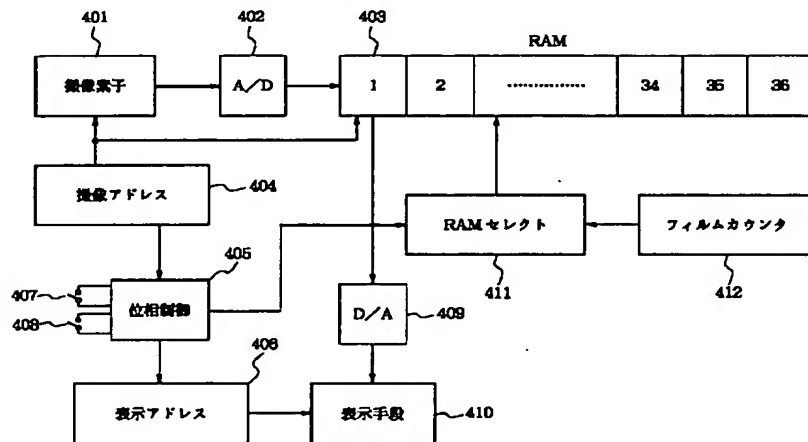 401
402
403
RAM
撮像素子
A/D
1
2
34
35
36
撮像アドレス
404
RAMセレクト
フィルムカウンタ
405
407
408
位相制御
411
412
D/A
409
406
表示アドレス
表示手段
410